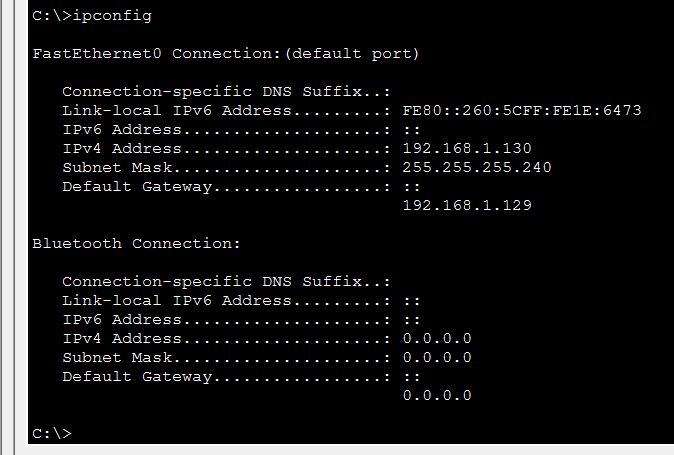 C:\>ipconfig
FastEthernet0 Connection:(default port)
Connection-specific DNS Suffix..:
Link-local IPv6 Address.........: FE80::260:5CFF:FE1E:6473
IPv6 Address....................: ::
IPv4 Address....................: 192.168.1.130
Subnet Mask.....................: 255.255.255.240
Default Gateway.................: ::
192.168.1.129
Bluetooth Connection:
Connection-specific DNS Suffix..:
Link-local IPv6 Address.........: ::
IPv6 Address....................: ::
IPv4 Address....................: 0.0.0.0
Subnet Mask.....................: 0.0.0.0
Default Gateway.................: ::
0.0.0.0
C:\>